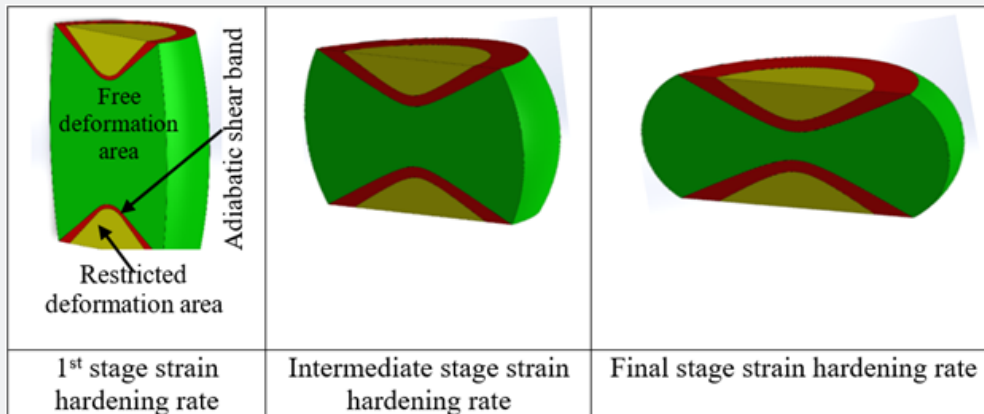 Free
deformation
area
Adiabatic shear band
Restricted
deformation area
1st stage strain
hardening rate
Intermediate stage strain
hardening rate
Final stage strain hardening rate